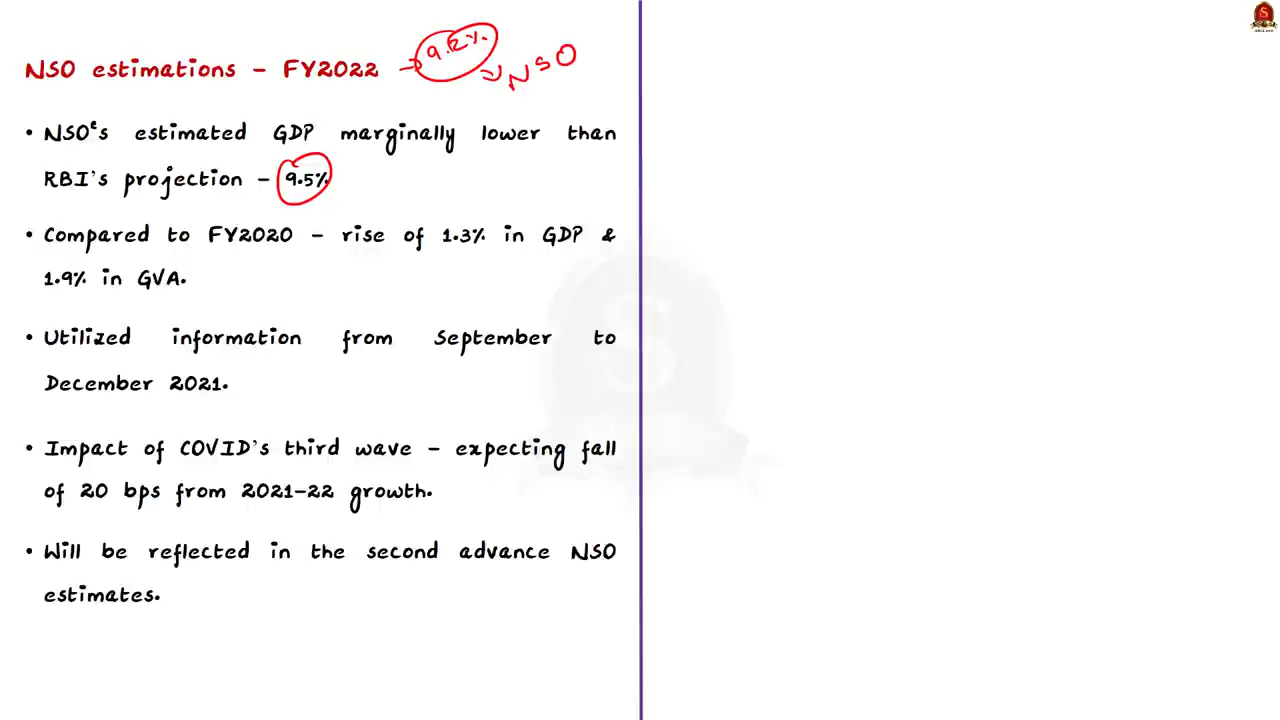 NSO estimations - FY2022 → 9.2%
→ NSO
• NSO's estimated GDP marginally lower than
RBI's projection - 9.5%
• Compared to FY2020 - rise of 1.3% in GDP &
1.9% in GVA.
• Utilized information from September to
December 2021.
• Impact of COVID's third wave - expecting fall
of 20 bps from 2021-22 growth.
• Will be reflected in the second advance NSO
estimates.